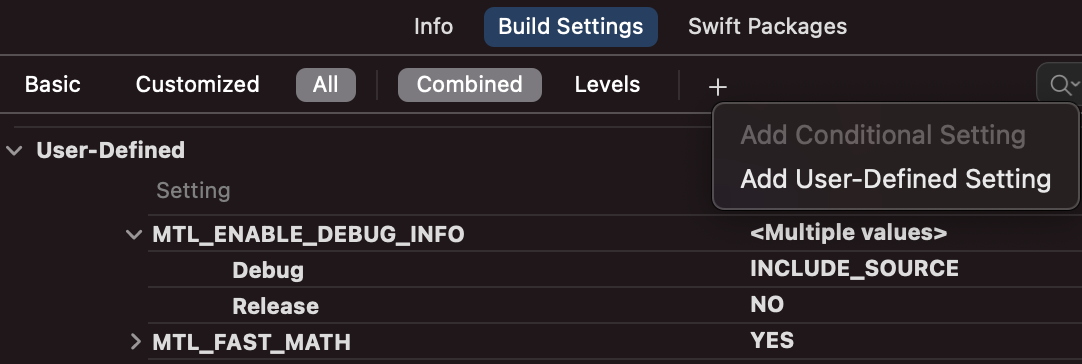 Info Build Settings Swift Packages
Basic Customized All Combined Levels +
Add Conditional Setting
Add User-Defined Setting
User-Defined
Setting
MTL_ENABLE_DEBUG_INFO <Multiple values>
Debug INCLUDE_SOURCE
Release NO
MTL_FAST_MATH YES